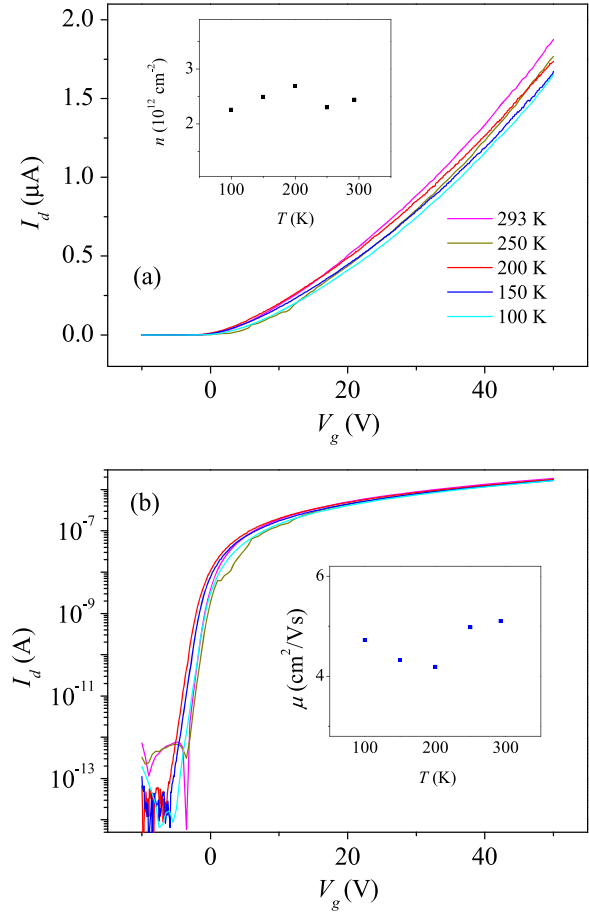 2.0
1.5
1.0
0.5
0.0
I_d (μA)
n (10^12 cm^-2)
3
2
100 200 300
T (K)
293 K
250 K
200 K
150 K
100 K
(a)
0 20 40
V_g (V)
(b)
10^-7
10^-9
10^-11
10^-13
I_d (A)
μ (cm^2/Vs)
6
4
100 200 300
T (K)
0 20 40
V_g (V)